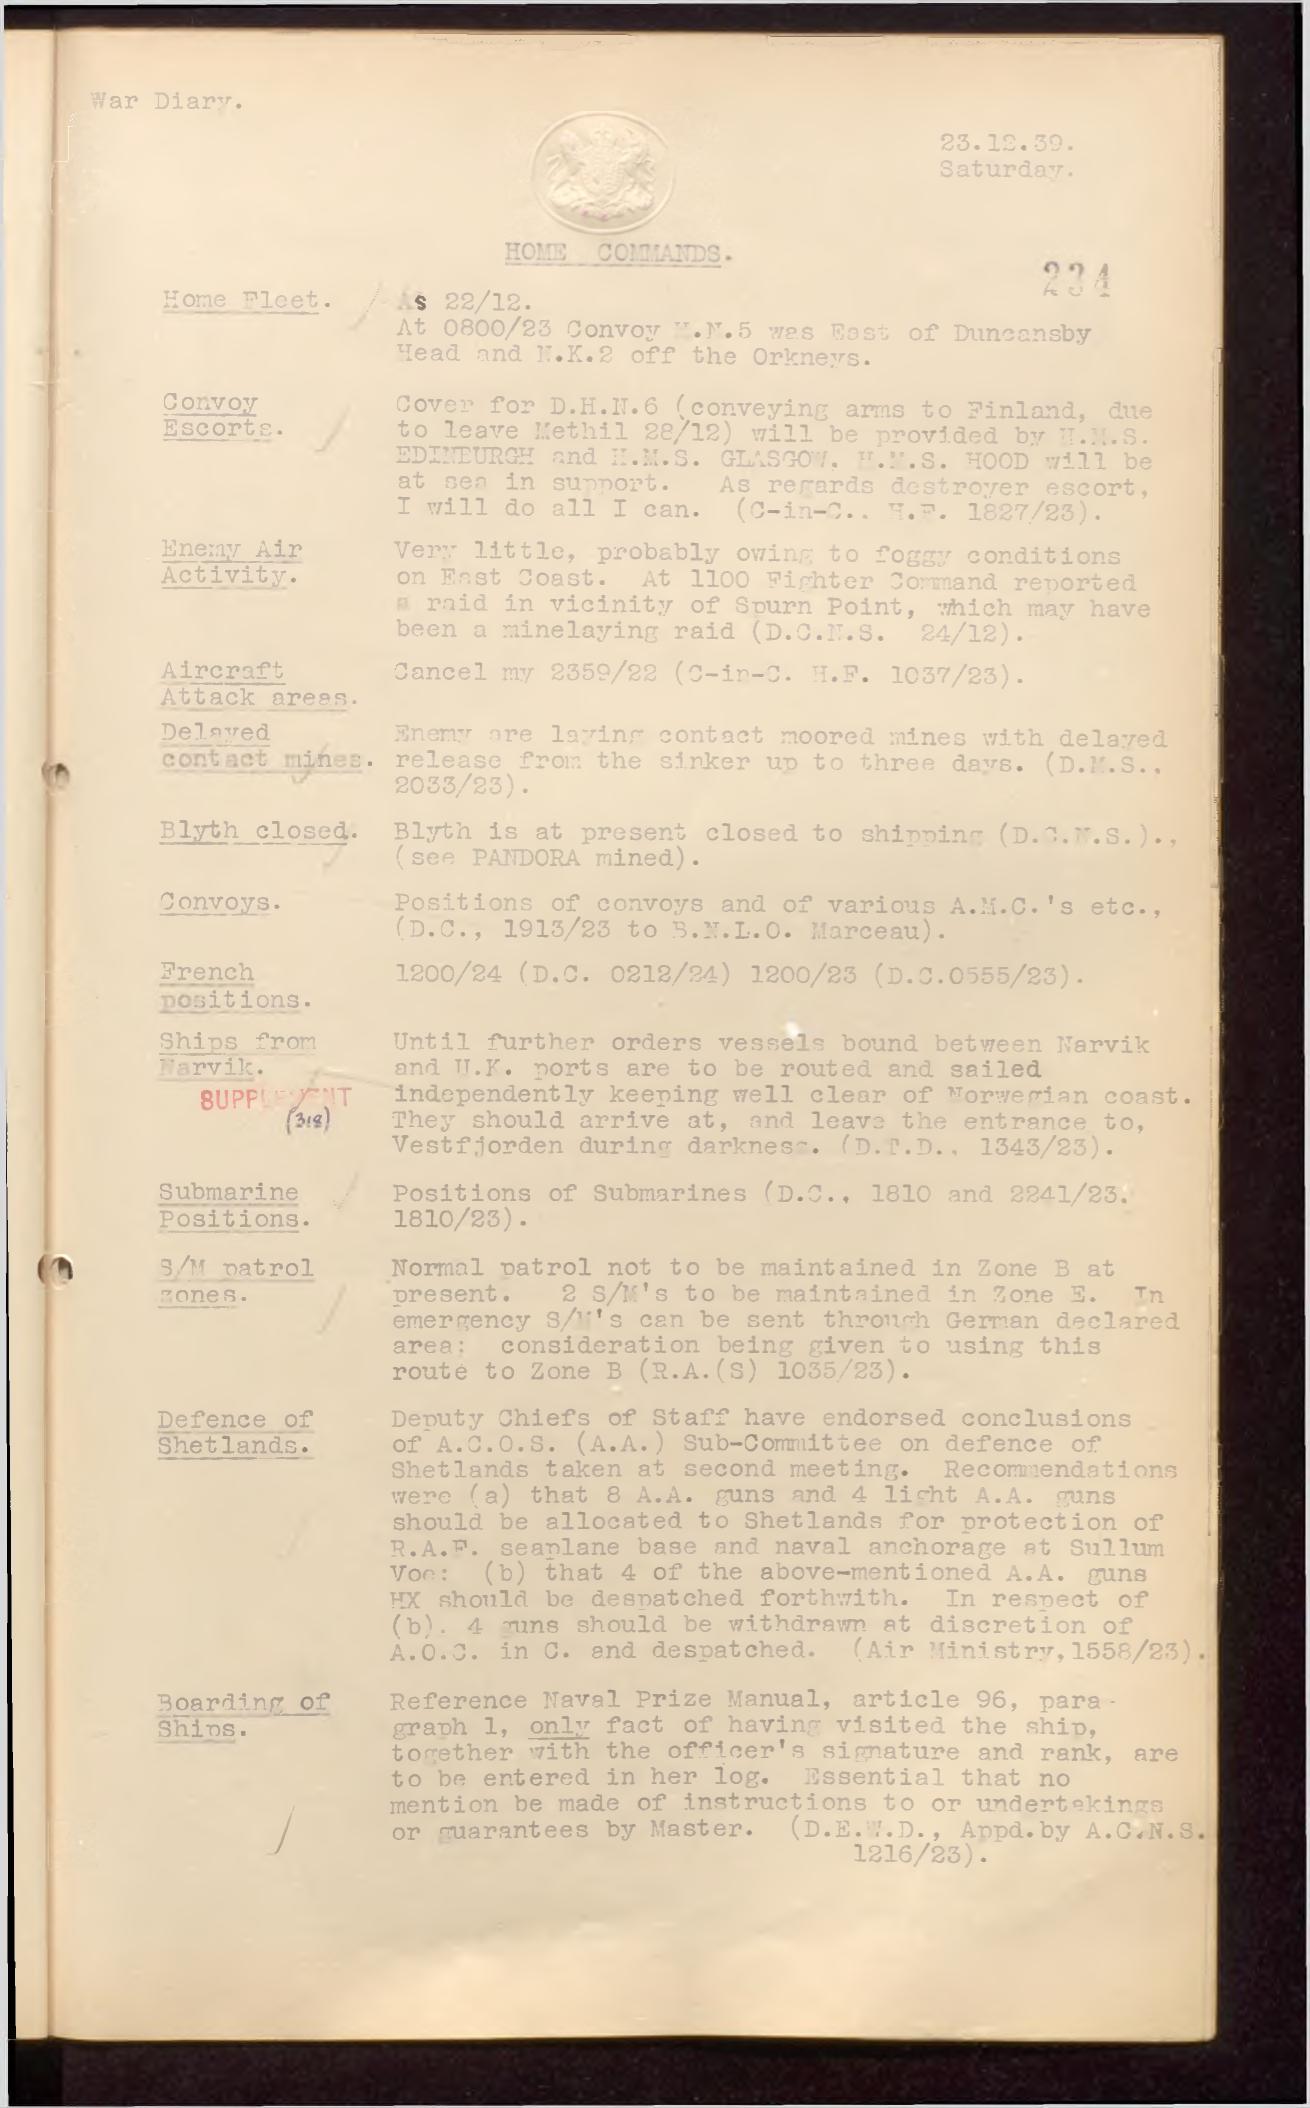 War Diary.
23.12.39.
Saturday.
HOME COMMANDS.
234
Home Fleet.
As 22/12.
At 0800/23 Convoy H.N.5 was East of Duncansby
Head and N.K.2 off the Orkneys.
Convoy
Escorts.
Cover for D.H.N.6 (conveying arms to Finland, due
to leave Methil 28/12) will be provided by H.M.S.
EDINBURGH and H.M.S. GLASGOW. H.M.S. HOOD will be
at sea in support. As regards destroyer escort,
I will do all I can. (C-in-C.. H.F. 1827/23).
Enemy Air
Activity.
Very little, probably owing to foggy conditions
on East Coast. At 1100 Fighter Command reported
a raid in vicinity of Spurn Point, which may have
been a minelaying raid (D.C.N.S. 24/12).
Aircraft
Attack areas.
Cancel my 2359/22 (C-in-C. H.F. 1037/23).
Delayed
contact mines.
Enemy are laying contact moored mines with delayed
release from the sinker up to three days. (D.M.S.,
2033/23).
Blyth closed.
Blyth is at present closed to shipping (D.C.N.S.).,
(see PANDORA mined).
Convoys.
Positions of convoys and of various A.M.C.'s etc.,
(D.C., 1913/23 to B.N.L.O. Marceau).
French
positions.
1200/24 (D.C. 0212/24) 1200/23 (D.C.0555/23).
Ships from
Narvik.
SUPPLEMENT
(318)
Until further orders vessels bound between Narvik
and U.K. ports are to be routed and sailed
independently keeping well clear of Norwegian coast.
They should arrive at, and leave the entrance to,
Vestfjorden during darkness. (D.T.D., 1343/23).
Submarine
Positions.
Positions of Submarines (D.C., 1810 and 2241/23.
1810/23).
S/M patrol
zones.
Normal patrol not to be maintained in Zone B at
present. 2 S/M's to be maintained in Zone E. In
emergency S/M's can be sent through German declared
area: consideration being given to using this
route to Zone B (R.A.(S) 1035/23).
Defence of
Shetlands.
Deputy Chiefs of Staff have endorsed conclusions
of A.C.O.S. (A.A.) Sub-Committee on defence of
Shetlands taken at second meeting. Recommendations
were (a) that 8 A.A. guns and 4 light A.A. guns
should be allocated to Shetlands for protection of
R.A.F. seaplane base and naval anchorage at Sullum
Voe: (b) that 4 of the above-mentioned A.A. guns
HX should be despatched forthwith. In respect of
(b). 4 guns should be withdrawn at discretion of
A.O.C. in C. and despatched. (Air Ministry,1558/23).
Boarding of
Ships.
Reference Naval Prize Manual, article 96, para-
graph 1, only fact of having visited the ship,
together with the officer's signature and rank, are
to be entered in her log. Essential that no
mention be made of instructions to or undertakings
or guarantees by Master. (D.E.W.D., Appd.by A.C.N.S.
1216/23).